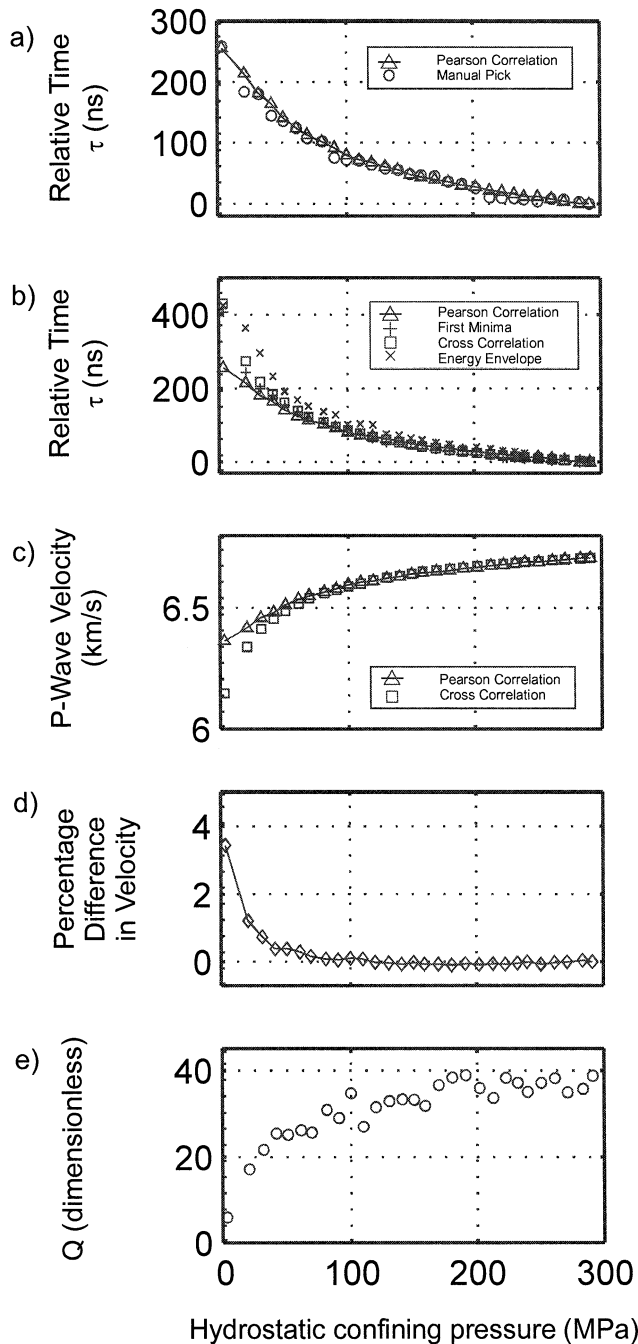 a)
Relative Time
τ (ns)
300
200
100
0
Pearson Correlation
Manual Pick
b)
Relative Time
τ (ns)
400
200
0
Pearson Correlation
First Minima
Cross Correlation
Energy Envelope
c)
P-Wave Velocity
(km/s)
6.5
6
Pearson Correlation
Cross Correlation
d)
Percentage
Difference
in Velocity
4
2
0
e)
Q (dimensionless)
40
20
0
0 100 200 300
Hydrostatic confining pressure (MPa)